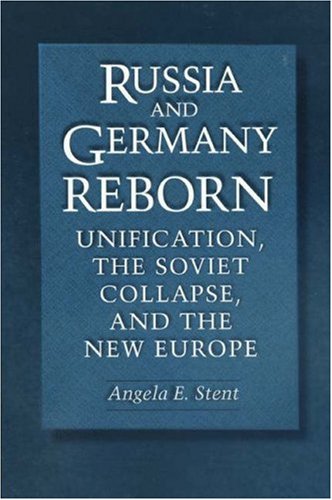 RUSSIA
AND
GERMANY
REBORN
UNIFICATION,
THE SOVIET
COLLAPSE,
AND THE
NEW EUROPE
Angela E. Stent